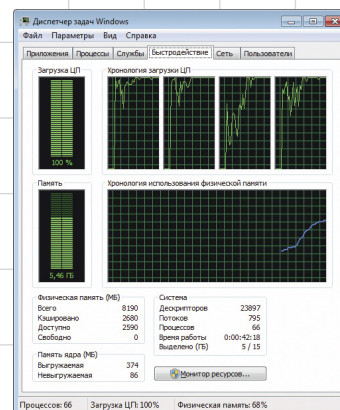 Диспетчер задач Windows
Файл Параметры Вид Справка
Приложения Процессы Службы Быстродействие Сеть Пользователи
Загрузка ЦП Хронология загрузки ЦП
100 %
Память Хронология использования физической памяти
5,46 ГБ
Физическая память (МБ)
Всего 8190
Кэшировано 2680
Доступно 2590
Свободно 0
Система
Дескрипторов 23897
Потоков 795
Процессов 66
Время работы 0:00:42:18
Выделено (ГБ) 5 / 15
Память ядра (МБ)
Выгружаемая 374
Невыгружаемая 86
Монитор ресурсов...
Процессов: 66 Загрузка ЦП: 100% Физическая память: 68%